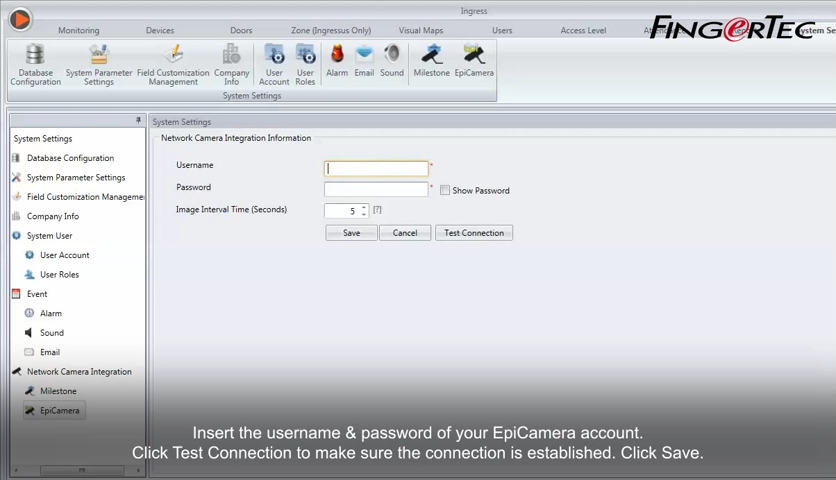 Ingress
FINGERTEC
Monitoring Devices Doors Zone (Ingressus Only) Visual Maps Users Access Level System Se
Database Configuration System Parameter Settings Field Customization Management Company Info User Account User Roles Alarm Email Sound Milestone EpiCamera
System Settings
System Settings
Database Configuration
System Parameter Settings
Field Customization Manageme
Company Info
System User
User Account
User Roles
Event
Alarm
Sound
Email
Network Camera Integration
Milestone
EpiCamera
System Settings
Network Camera Integration Information
Username *
Password * Show Password
Image Interval Time (Seconds) 5 [?]
Save Cancel Test Connection
Insert the username & password of your EpiCamera account.
Click Test Connection to make sure the connection is established. Click Save.